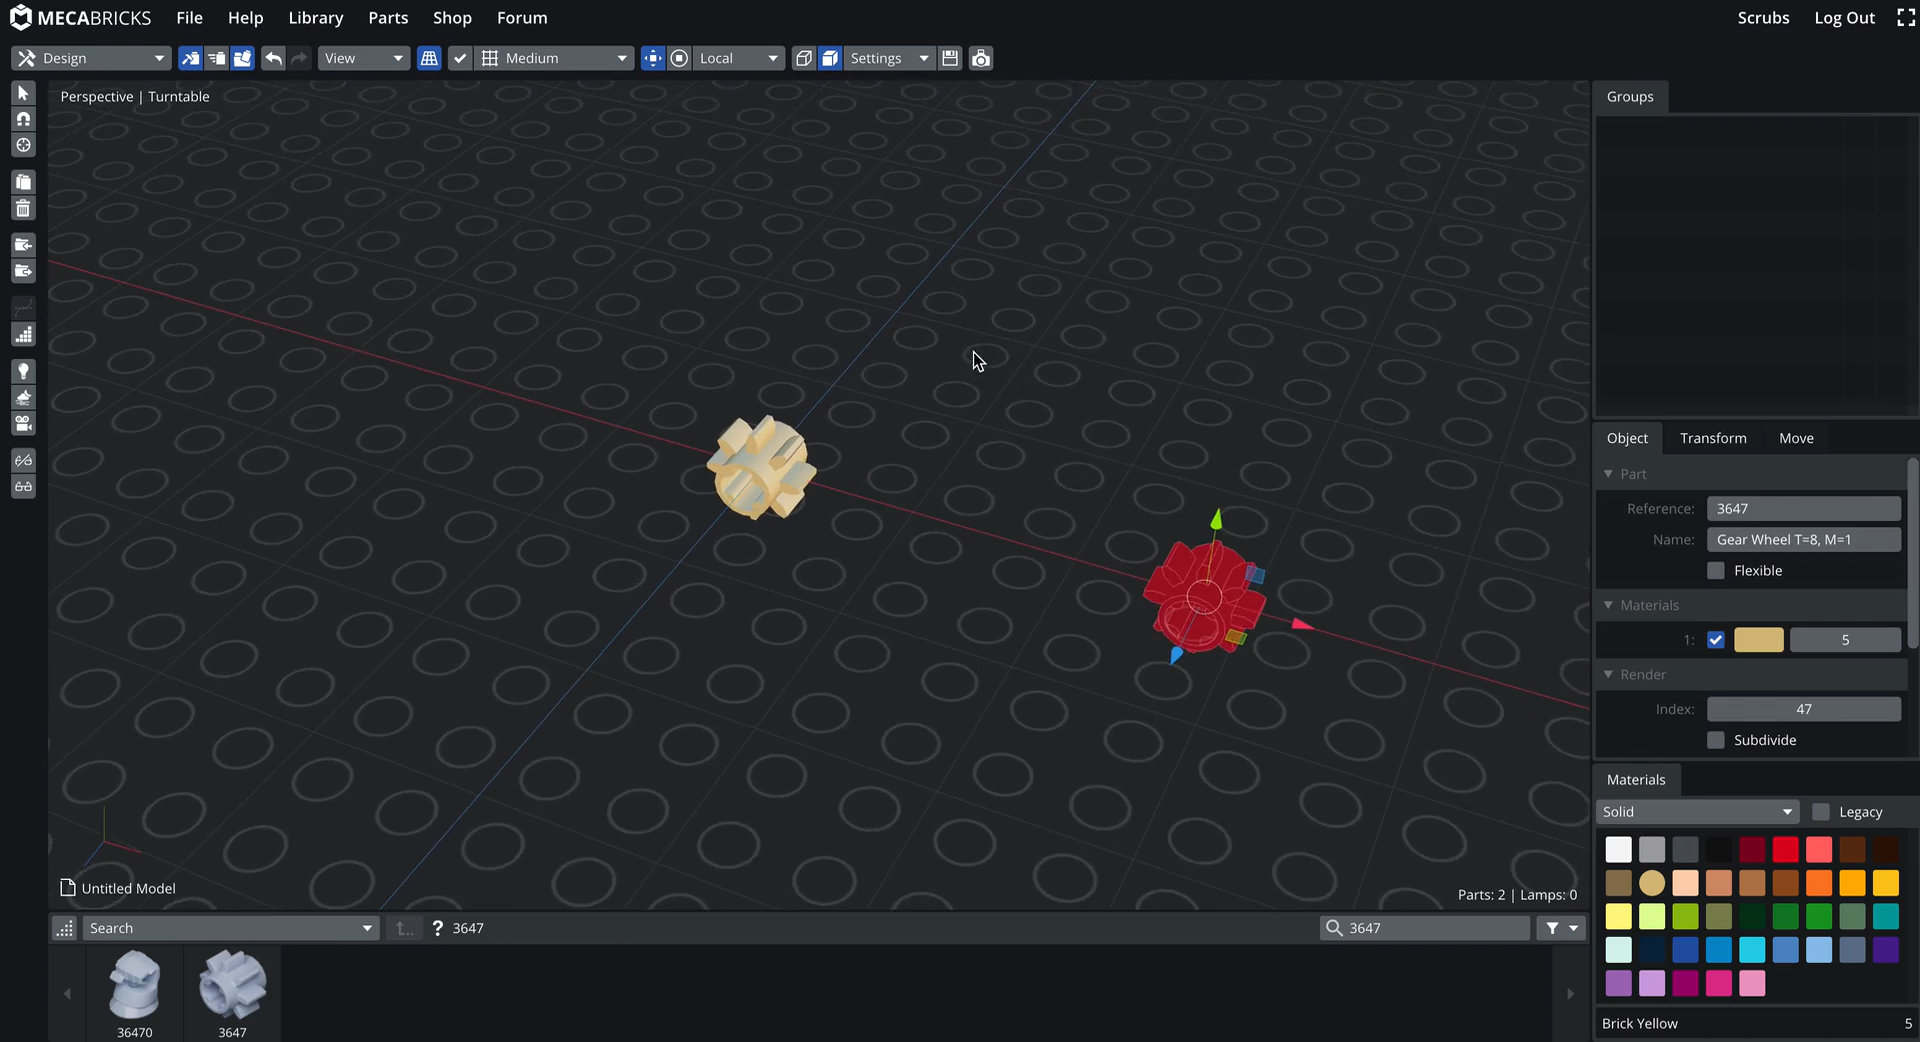 MECABRICKS File Help Library Parts Shop Forum Scrubs Log Out
Design View Medium Local Settings
Perspective | Turntable
Groups
Object Transform Move
Part
Reference: 3647
Name: Gear Wheel T=8, M=1
Flexible
Materials
1: 5
Render
Index: 47
Subdivide
Materials
Solid Legacy
Untitled Model
Parts: 2 | Lamps: 0
Search ? 3647 3647
36470 3647
Brick Yellow 5